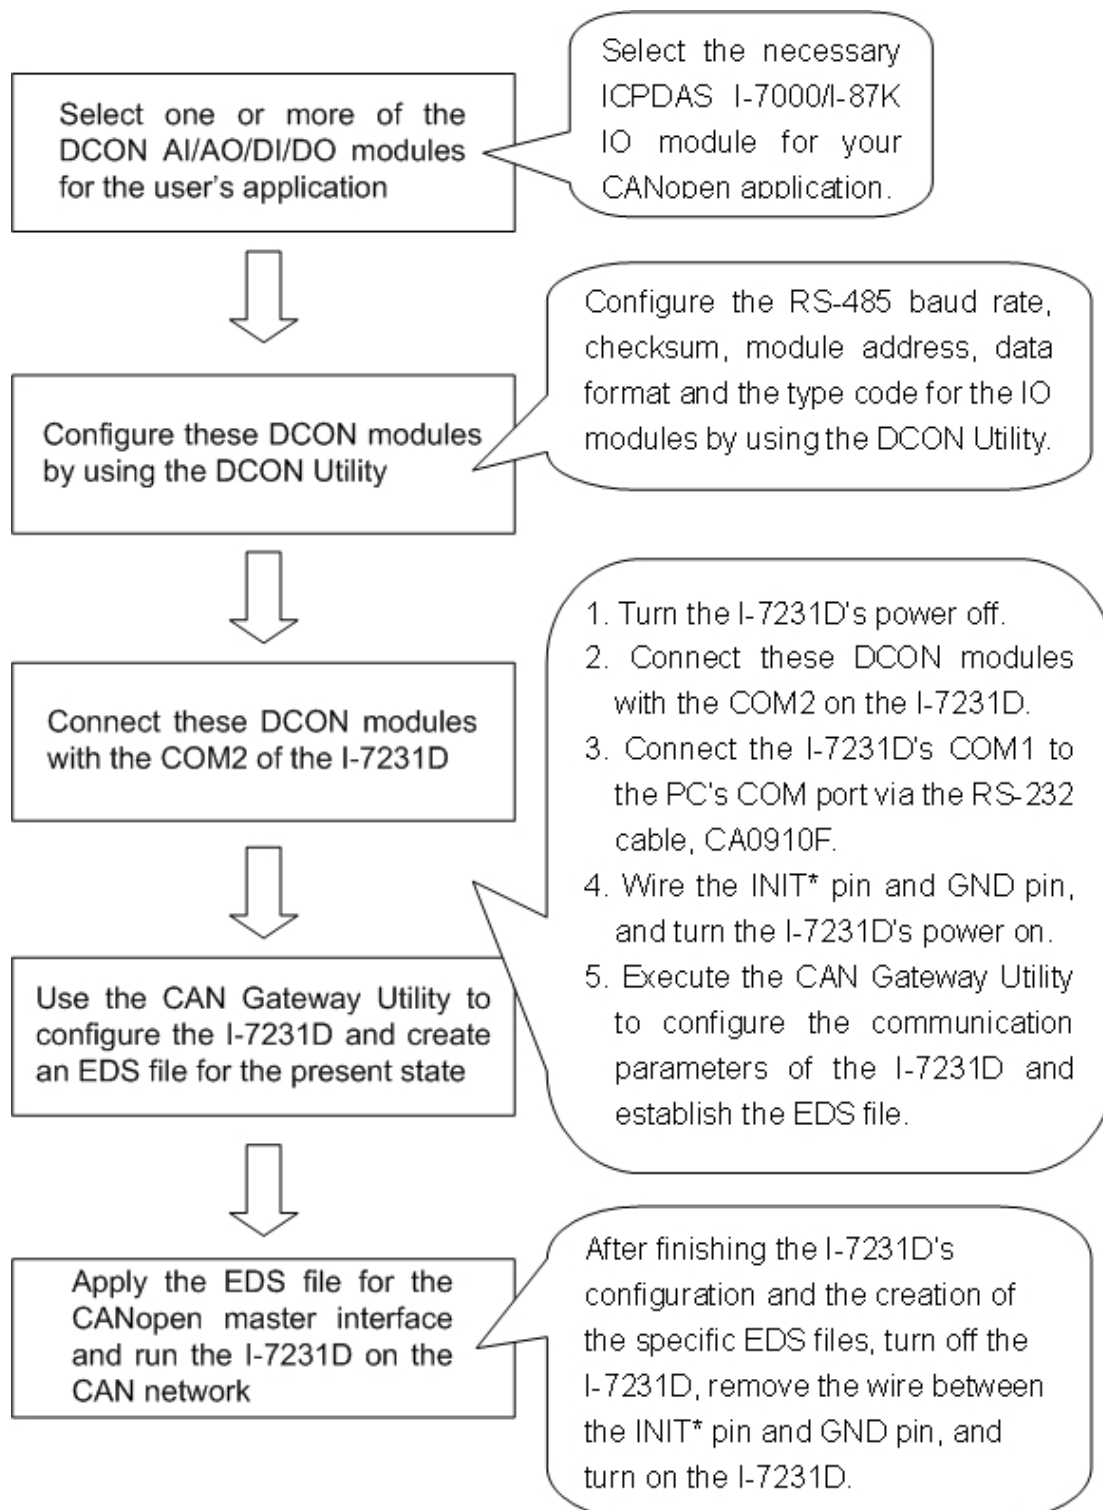 Select one or more of the
DCON AI/AO/DI/DO modules
for the user's application
Select the necessary
ICPDAS I-7000/I-87K
IO module for your
CANopen application.
Configure these DCON modules
by using the DCON Utility
Configure the RS-485 baud rate,
checksum, module address, data
format and the type code for the IO
modules by using the DCON Utility.
Connect these DCON modules
with the COM2 of the I-7231D
1. Turn the I-7231D's power off.
2. Connect these DCON modules
with the COM2 on the I-7231D.
3. Connect the I-7231D's COM1 to
the PC's COM port via the RS-232
cable, CA0910F.
4. Wire the INIT* pin and GND pin,
and turn the I-7231D's power on.
5. Execute the CAN Gateway Utility
to configure the communication
parameters of the I-7231D and
establish the EDS file.
Use the CAN Gateway Utility to
configure the I-7231D and create
an EDS file for the present state
Apply the EDS file for the
CANopen master interface
and run the I-7231D on the
CAN network
After finishing the I-7231D's
configuration and the creation of
the specific EDS files, turn off the
I-7231D, remove the wire between
the INIT* pin and GND pin, and
turn on the I-7231D.